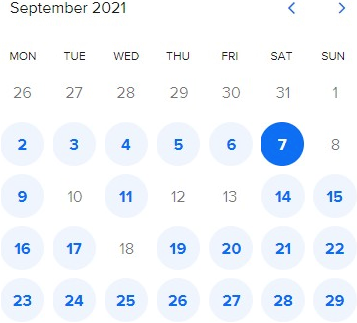 September 2021
MON TUE WED THU FRI SAT SUN
26 27 28 29 30 31 1
2 3 4 5 6 7 8
9 10 11 12 13 14 15
16 17 18 19 20 21 22
23 24 25 26 27 28 29